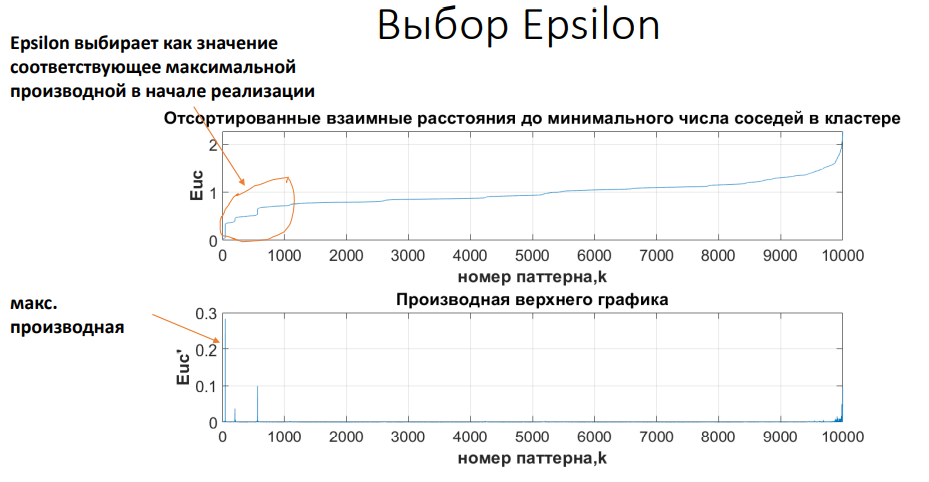 Выбор Epsilon
Epsilon выбирает как значение
соответствующее максимальной
производной в начале реализации
Отсортированные взаимные расстояния до минимального числа соседей в кластере
Euc
2
1
0
0 1000 2000 3000 4000 5000 6000 7000 8000 9000 10000
номер паттерна,k
макс.
производная
Производная верхнего графика
Euc'
0.3
0.2
0.1
0
0 1000 2000 3000 4000 5000 6000 7000 8000 9000 10000
номер паттерна,k